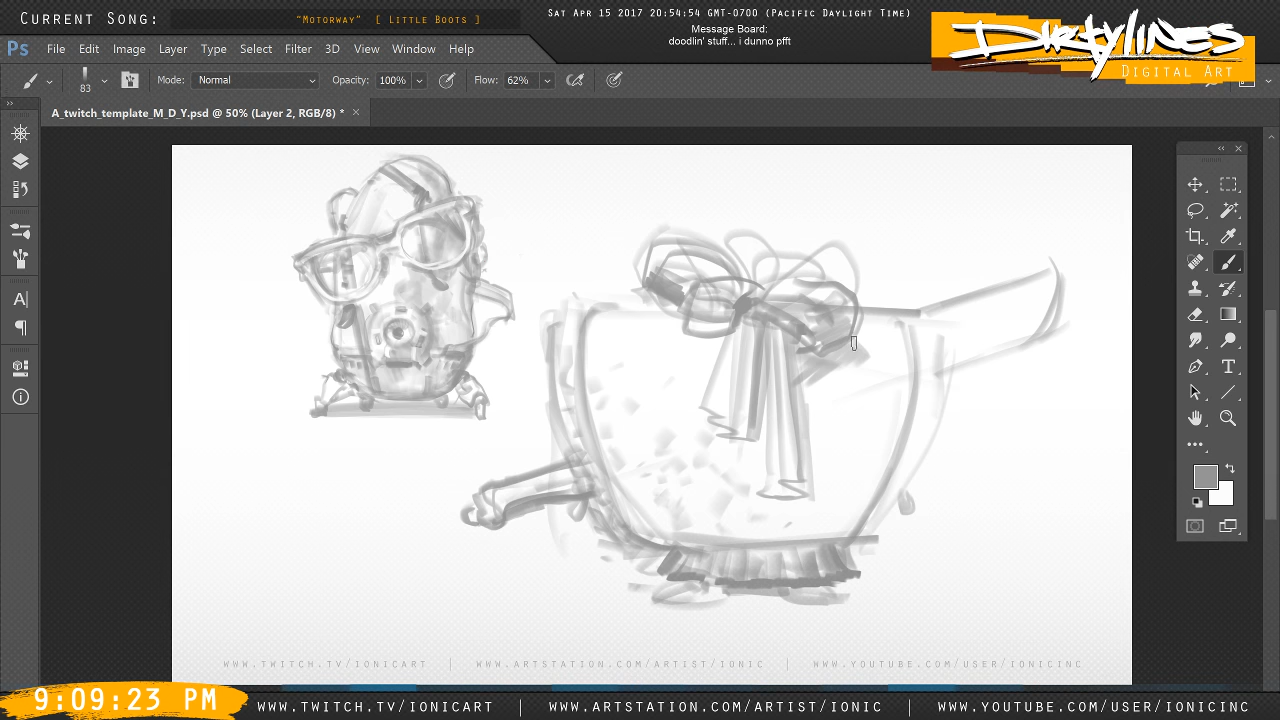 Current Song:
"Motorway" [ Little Boots ]
Sat Apr 15 2017 20:54:54 GMT-0700 (Pacific Daylight Time)
Message Board:
doodlin' stuff... i dunno pfft
DirtyLines
Digital Art
Ps File Edit Image Layer Type Select Filter 3D View Window Help
83 Mode: Normal Opacity: 100% Flow: 62%
A_twitch_template_M_D_Y.psd @ 50% (Layer 2, RGB/8) *
www.twitch.tv/ionicart | www.artstation.com/artist/ionic | www.youtube.com/user/ionicinc
9:09:23 PM
www.twitch.tv/ionicart | www.artstation.com/artist/ionic | www.youtube.com/user/ionicinc